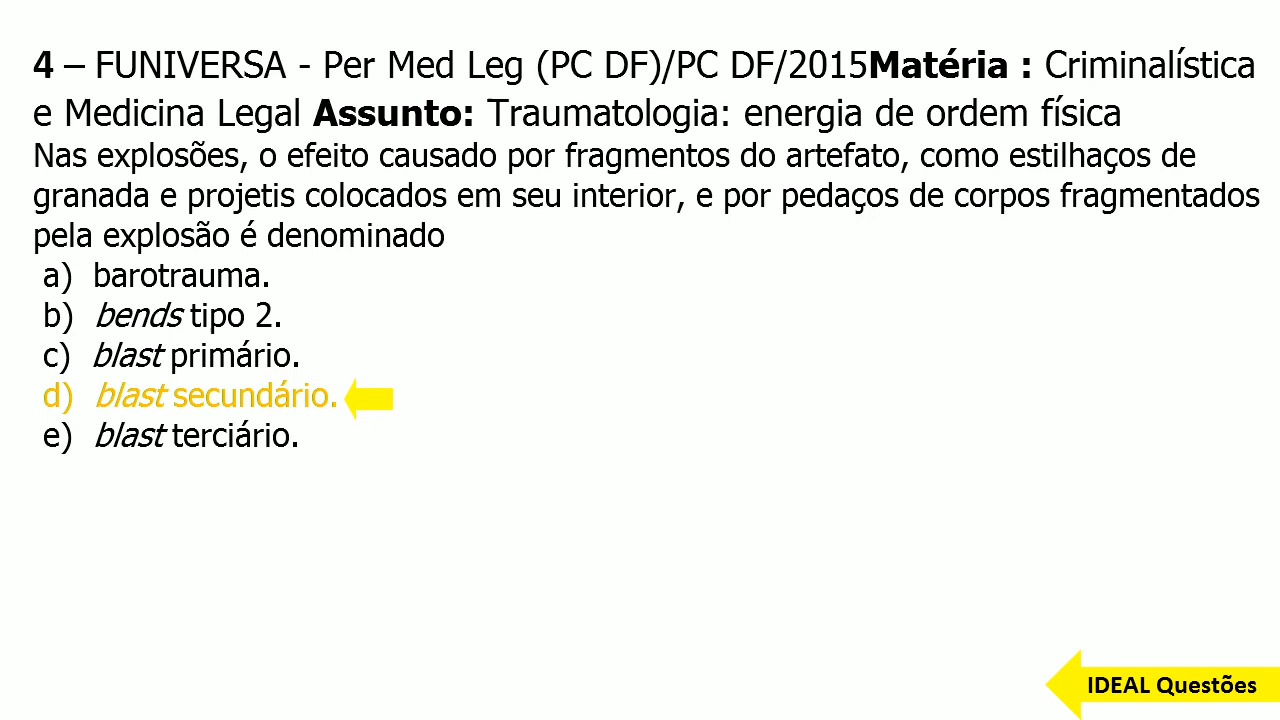 4 – FUNIVERSA - Per Med Leg (PC DF)/PC DF/2015Matéria : Criminalística
e Medicina Legal Assunto: Traumatologia: energia de ordem física
Nas explosões, o efeito causado por fragmentos do artefato, como estilhaços de
granada e projetis colocados em seu interior, e por pedaços de corpos fragmentados
pela explosão é denominado
a) barotrauma.
b) bends tipo 2.
c) blast primário.
d) blast secundário.
e) blast terciário.
IDEAL Questões